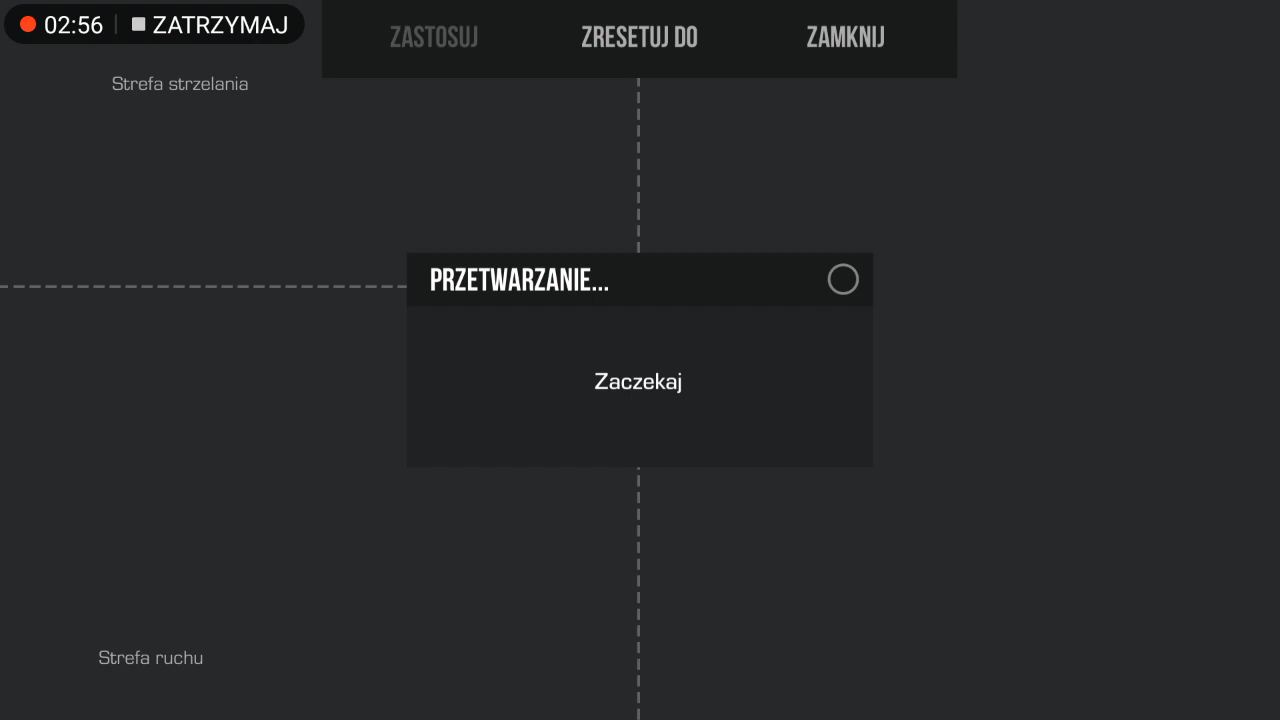 02:56 ZATRZYMAJ
ZASTOSUJ ZRESETUJ DO ZAMKNIJ
Strefa strzelania
PRZETWARZANIE...
Zaczekaj
Strefa ruchu